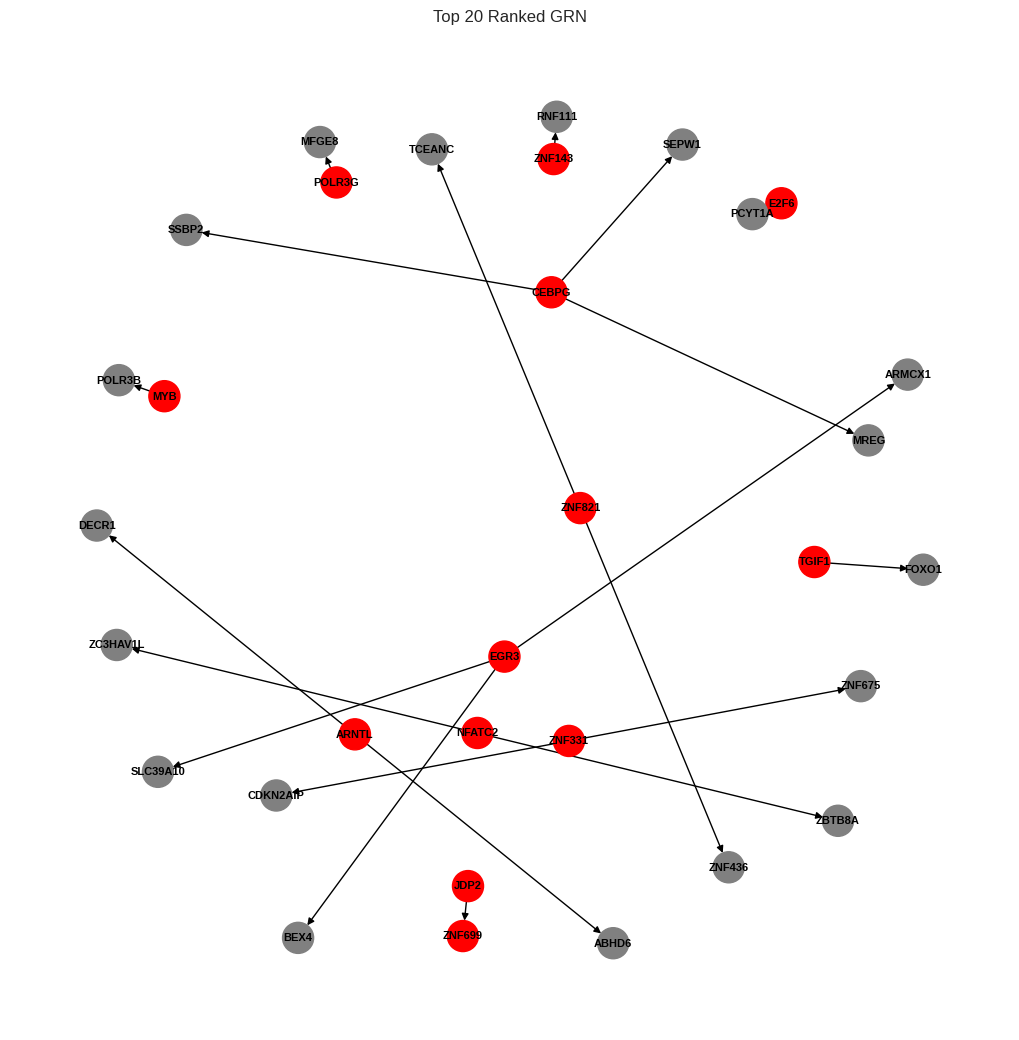 Top 20 Ranked GRN
RNF111
MFGE8
SEPW1
TCEANC
ZNF143
POLR3G
E2F6
PCYT1A
SSBP2
CEBPG
ARMCX1
POLR3B
MYB
MREG
ZNF821
DECR1
TGIF1
FOXO1
ZC3HAV1L
EGR3
ZNF675
NFATC2
ARNTL
ZNF331
SLC39A10
CDKN2AIP
ZBTB8A
ZNF436
JDP2
ZNF699
BEX4
ABHD6